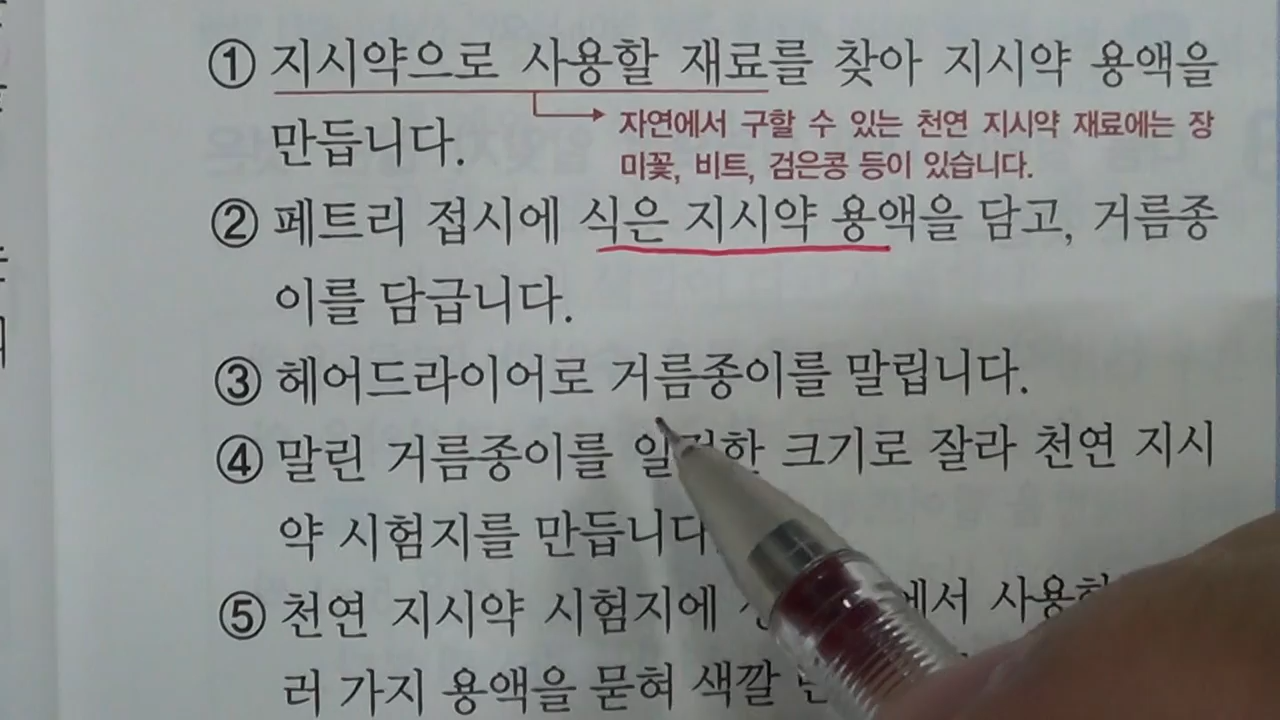 ① 지시약으로 사용할 재료를 찾아 지시약 용액을
만듭니다.
자연에서 구할 수 있는 천연 지시약 재료에는 장
미꽃, 비트, 검은콩 등이 있습니다.
② 페트리 접시에 식은 지시약 용액을 담고, 거름종
이를 담급니다.
③ 헤어드라이어로 거름종이를 말립니다.
④ 말린 거름종이를 일정한 크기로 잘라 천연 지시
약 시험지를 만듭니다.
⑤ 천연 지시약 시험지에
러 가지 용액을 묻혀 색깔